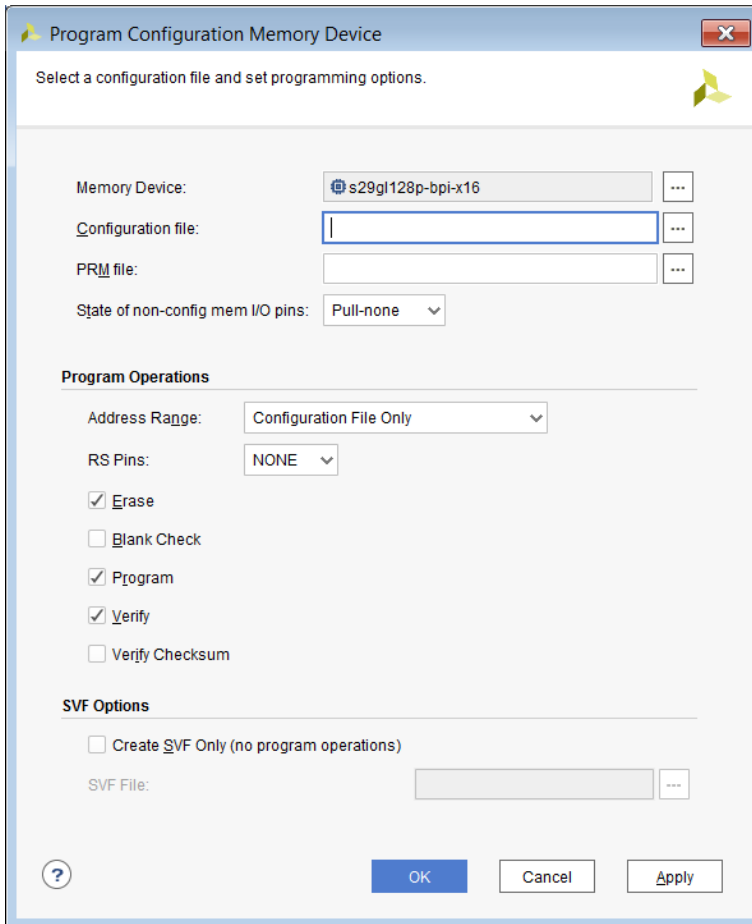 Program Configuration Memory Device
Select a configuration file and set programming options.
Memory Device: s29gl128p-bpi-x16 ...
Configuration file: ...
PRM file: ...
State of non-config mem I/O pins: Pull-none
Program Operations
Address Range: Configuration File Only
RS Pins: NONE
Erase
Blank Check
Program
Verify
Verify Checksum
SVF Options
Create SVF Only (no program operations)
SVF File: ...
? OK Cancel Apply